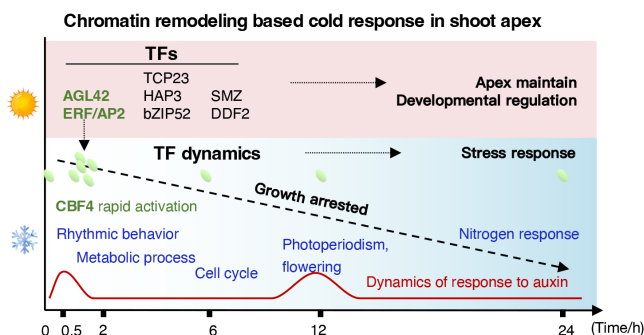 Chromatin remodeling based cold response in shoot apex
TFs
TCP23
AGL42 HAP3 SMZ
ERF/AP2 bZIP52 DDF2
Apex maintain
Developmental regulation
TF dynamics
Stress response
Growth arrested
CBF4 rapid activation
Rhythmic behavior
Metabolic process
Cell cycle
Photoperiodism,
flowering
Nitrogen response
Dynamics of response to auxin
0 0.5 2 6 12 24 (Time/h)